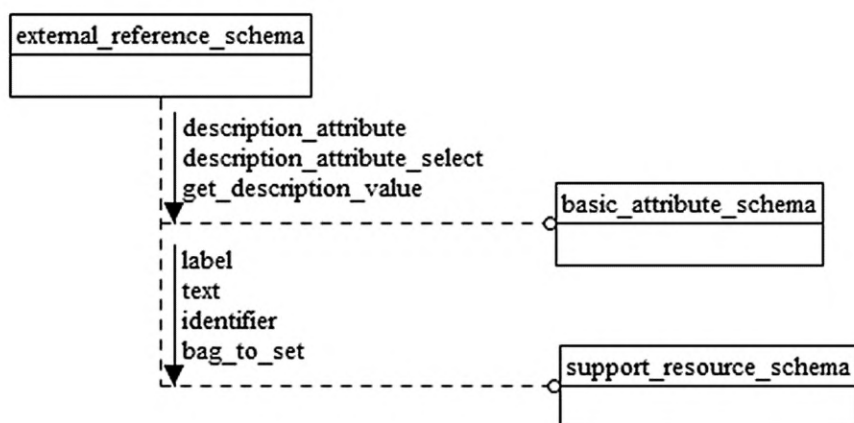 external_reference_schema
description_attribute
description_attribute_select
get_description_value
basic_attribute_schema
label
text
identifier
bag_to_set
support_resource_schema